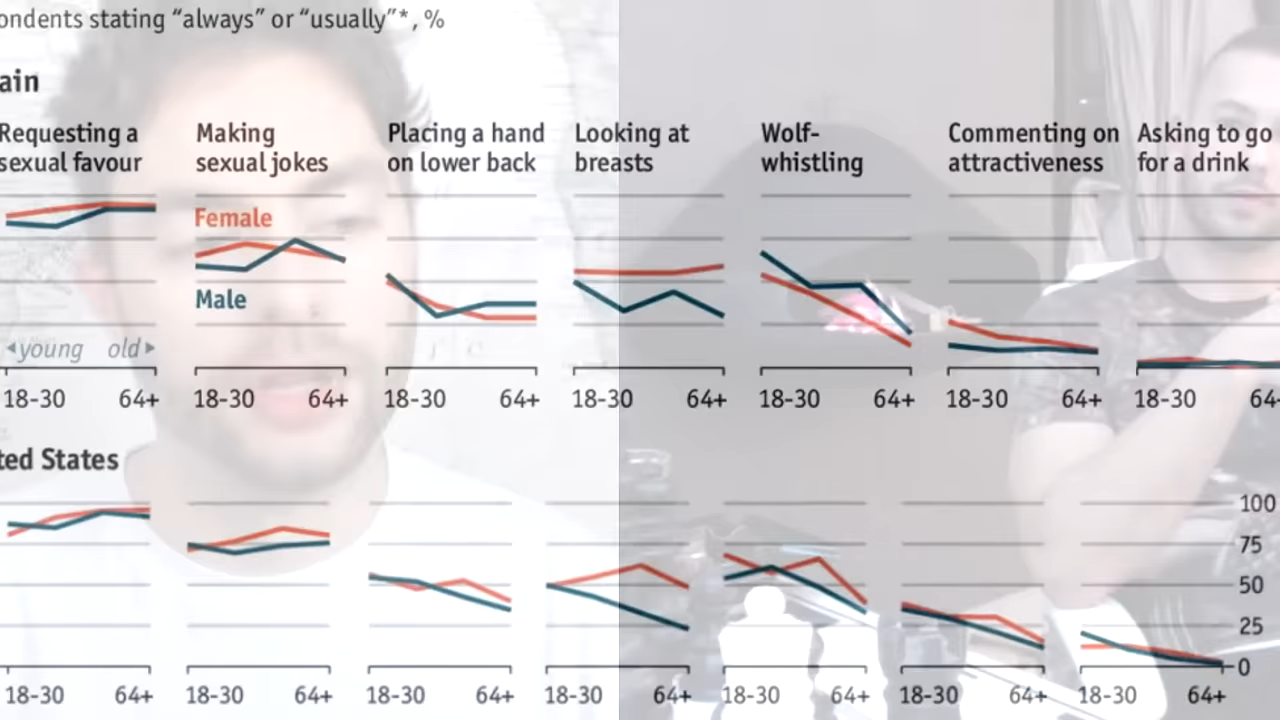 ondents stating “always” or “usually”*, %
ain
Requesting a
sexual favour
Making
sexual jokes
Placing a hand
on lower back
Looking at
breasts
Wolf-
whistling
Commenting on
attractiveness
Asking to go
for a drink
Female
Male
◂young old▸
18-30 64+ 18-30 64+ 18-30 64+ 18-30 64+ 18-30 64+ 18-30 64+ 18-30 64-
ted States
100
75
50
25
0
18-30 64+ 18-30 64+ 18-30 64+ 18-30 64+ 18-30 64+ 18-30 64+ 18-30 64+